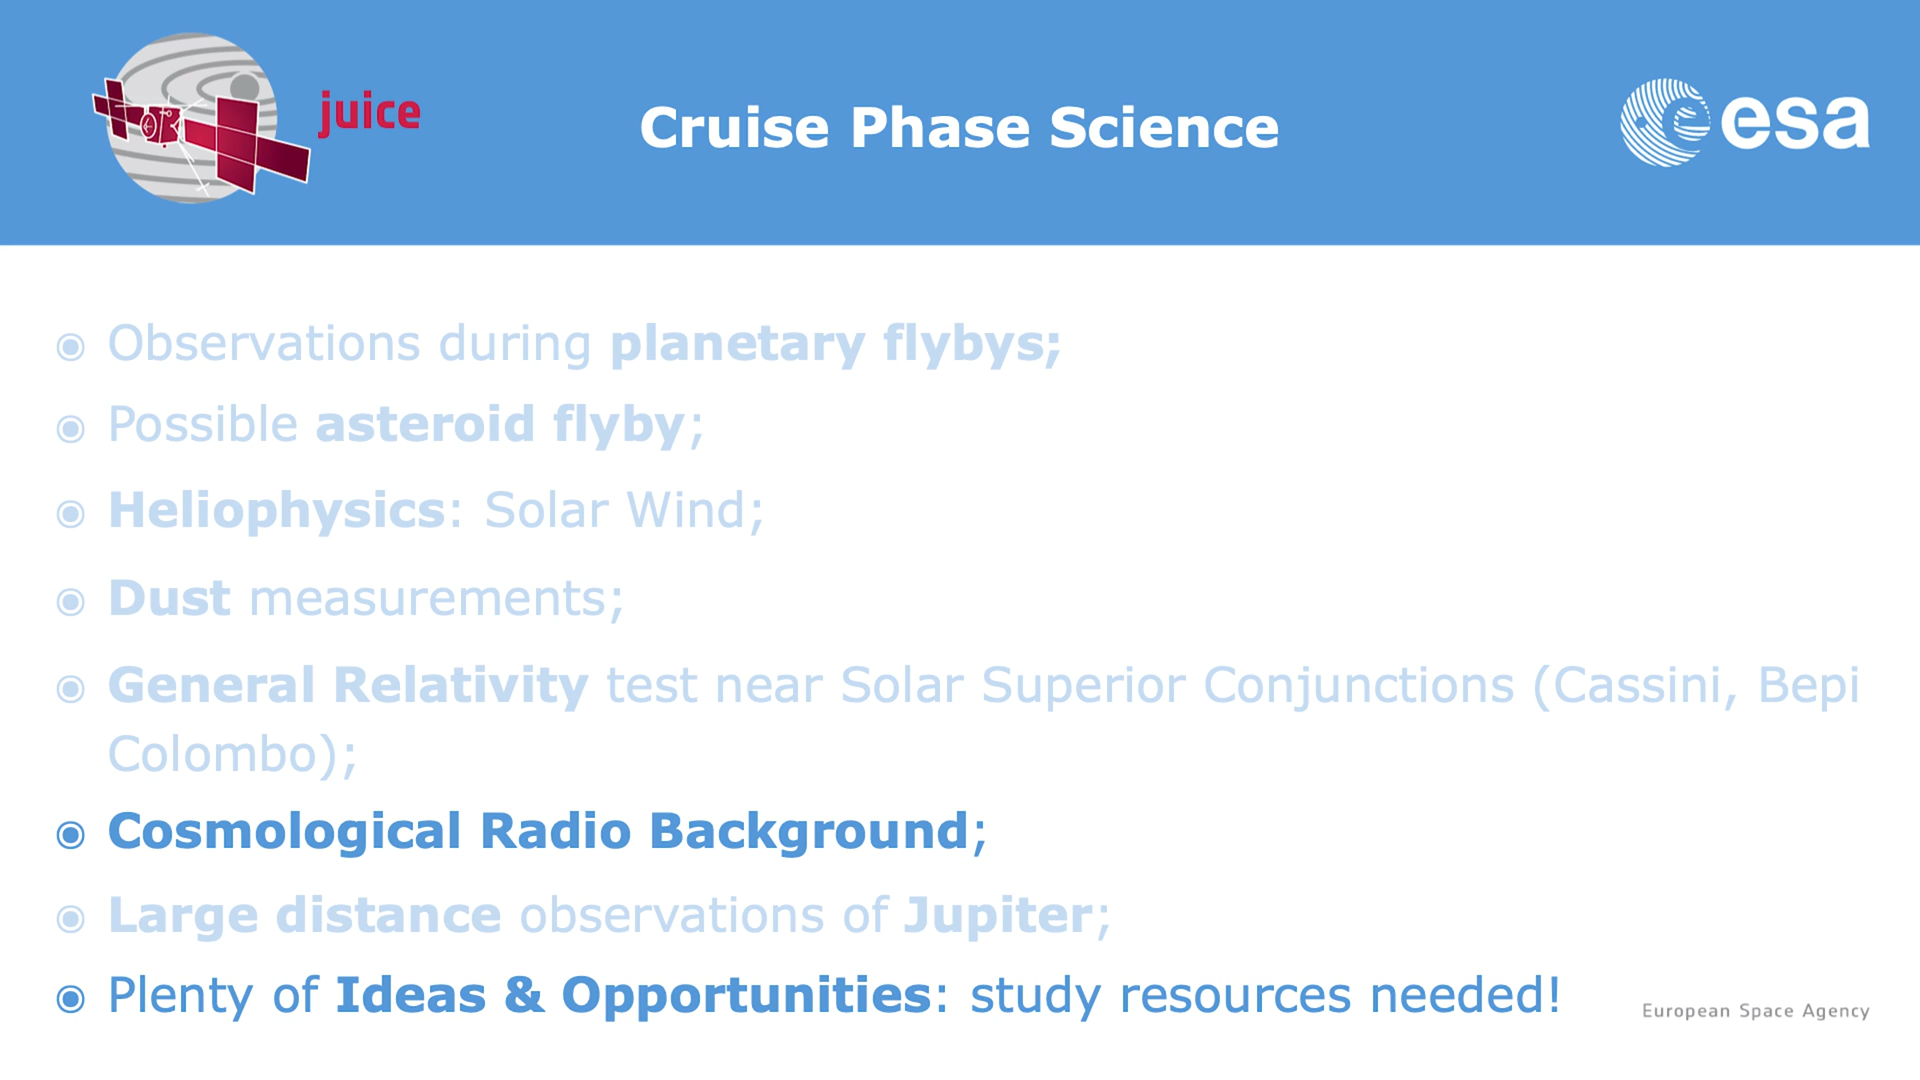 juice
Cruise Phase Science
esa
Observations during planetary flybys;
Possible asteroid flyby;
Heliophysics: Solar Wind;
Dust measurements;
General Relativity test near Solar Superior Conjunctions (Cassini, Bepi
Colombo);
Cosmological Radio Background;
Large distance observations of Jupiter;
Plenty of Ideas & Opportunities: study resources needed!
European Space Agency